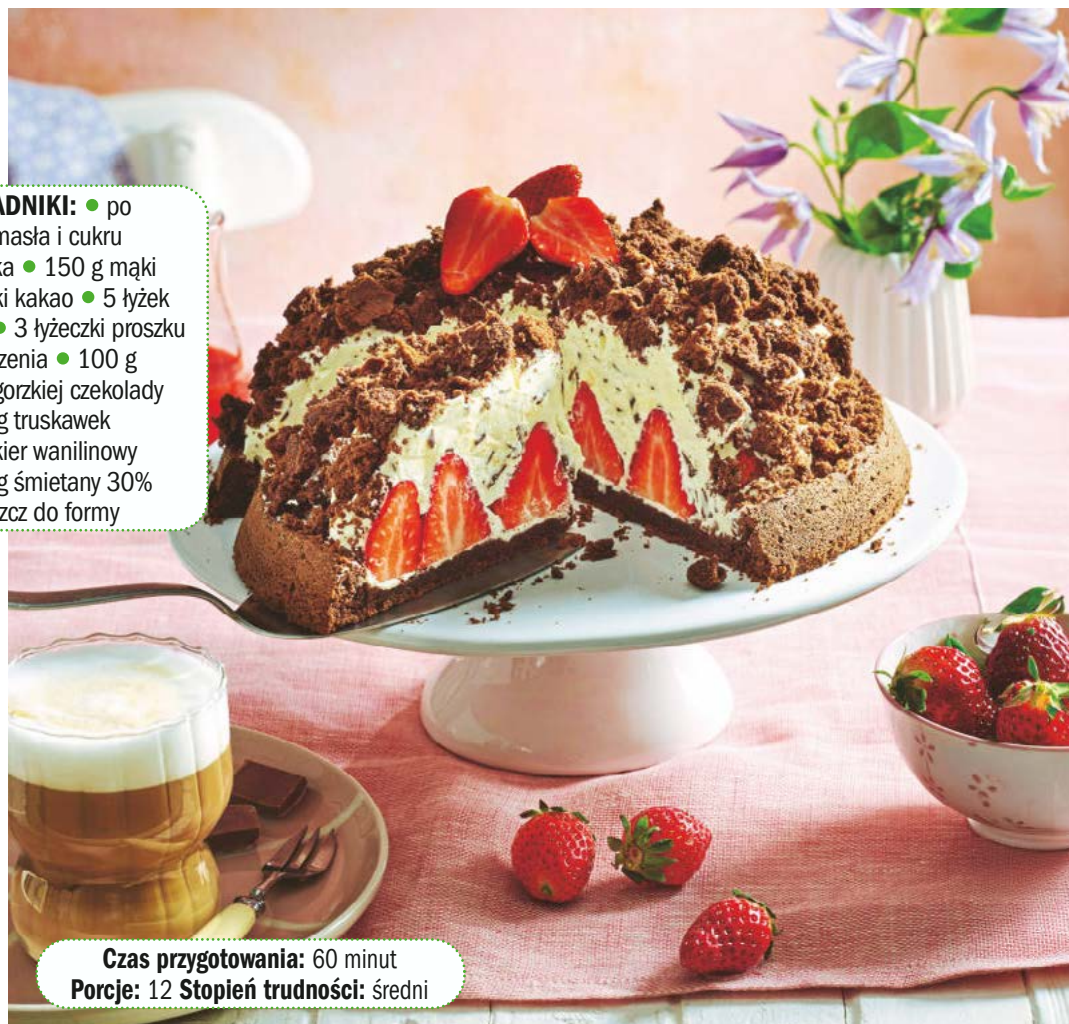 ADNIKI: ● po
masła i cukru
ka ● 150 g mąki
ki kakao ● 5 łyżek
● 3 łyżeczki proszku
zenia ● 100 g
gorzkiej czekolady
g truskawek
kier wanilinowy
g śmietany 30%
szcz do formy
Czas przygotowania: 60 minut
Porcje: 12 Stopień trudności: średni